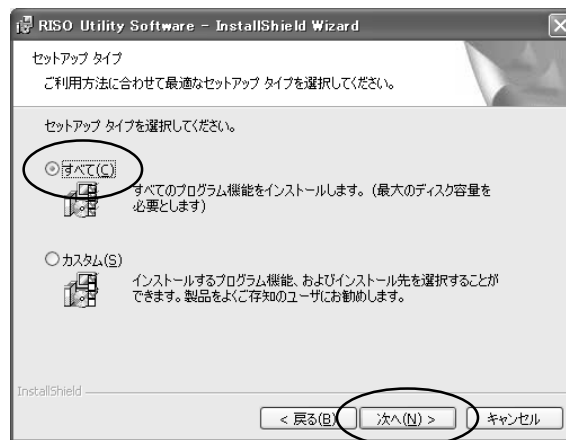 RISO Utility Software - InstallShield Wizard
セットアップ タイプ
ご利用方法に合わせて最適なセットアップ タイプを選択してください。
セットアップ タイプを選択してください。
すべて(C)
すべてのプログラム機能をインストールします。(最大のディスク容量を
必要とします)
カスタム(S)
インストールするプログラム機能、およびインストール先を選択することが
できます。製品をよくご存知のユーザにお勧めします。
InstallShield
< 戻る(B) 次へ(N) > キャンセル